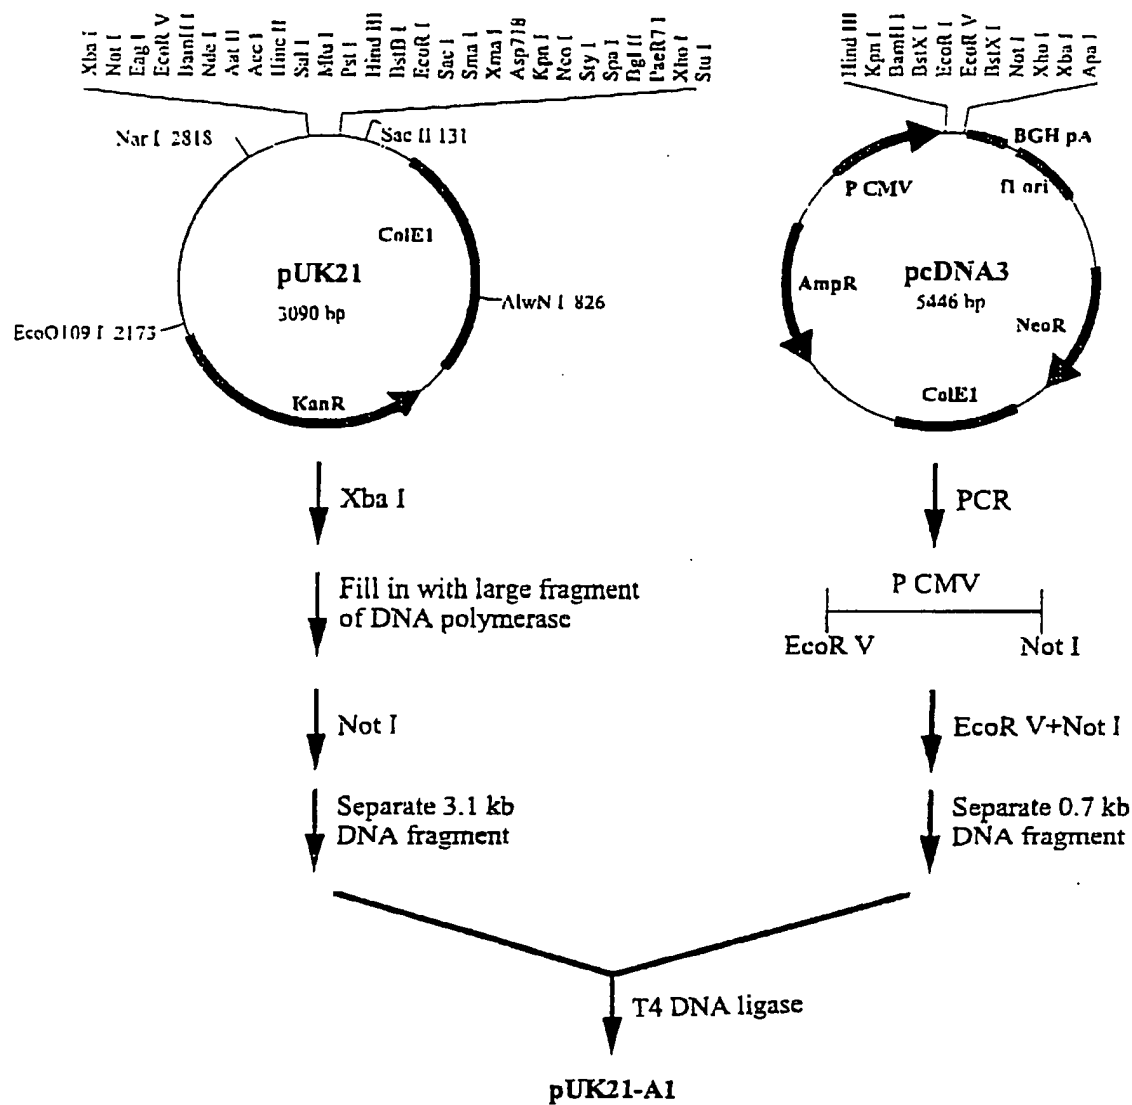 Xba I
Not I
Eag I
EcoR V
BamH I
Nde I
Aat II
Acc I
Hinc II
Sal I
Mlu I
Pst I
Hind III
BstB I
EcoR I
Sac I
Sma I
Xma I
Asp718
Kpn I
Nco I
Sty I
Spa I
Bgl II
PaeR7 I
Xho I
Stu I
Nar I 2818
Sac II 131
ColE1
pUK21
3090 bp
AlwN I 826
EcoO109 I 2173
KanR
Hind III
Kpn I
BamH I
BstX I
EcoR I
EcoR V
BstX I
Not I
Xho I
Xba I
Apa I
BGH pA
P CMV
f1 ori
AmpR
pcDNA3
5446 bp
NeoR
ColE1
Xba I
PCR
Fill in with large fragment
of DNA polymerase
P CMV
EcoR V
Not I
Not I
EcoR V+Not I
Separate 3.1 kb
DNA fragment
Separate 0.7 kb
DNA fragment
T4 DNA ligase
pUK21-A1